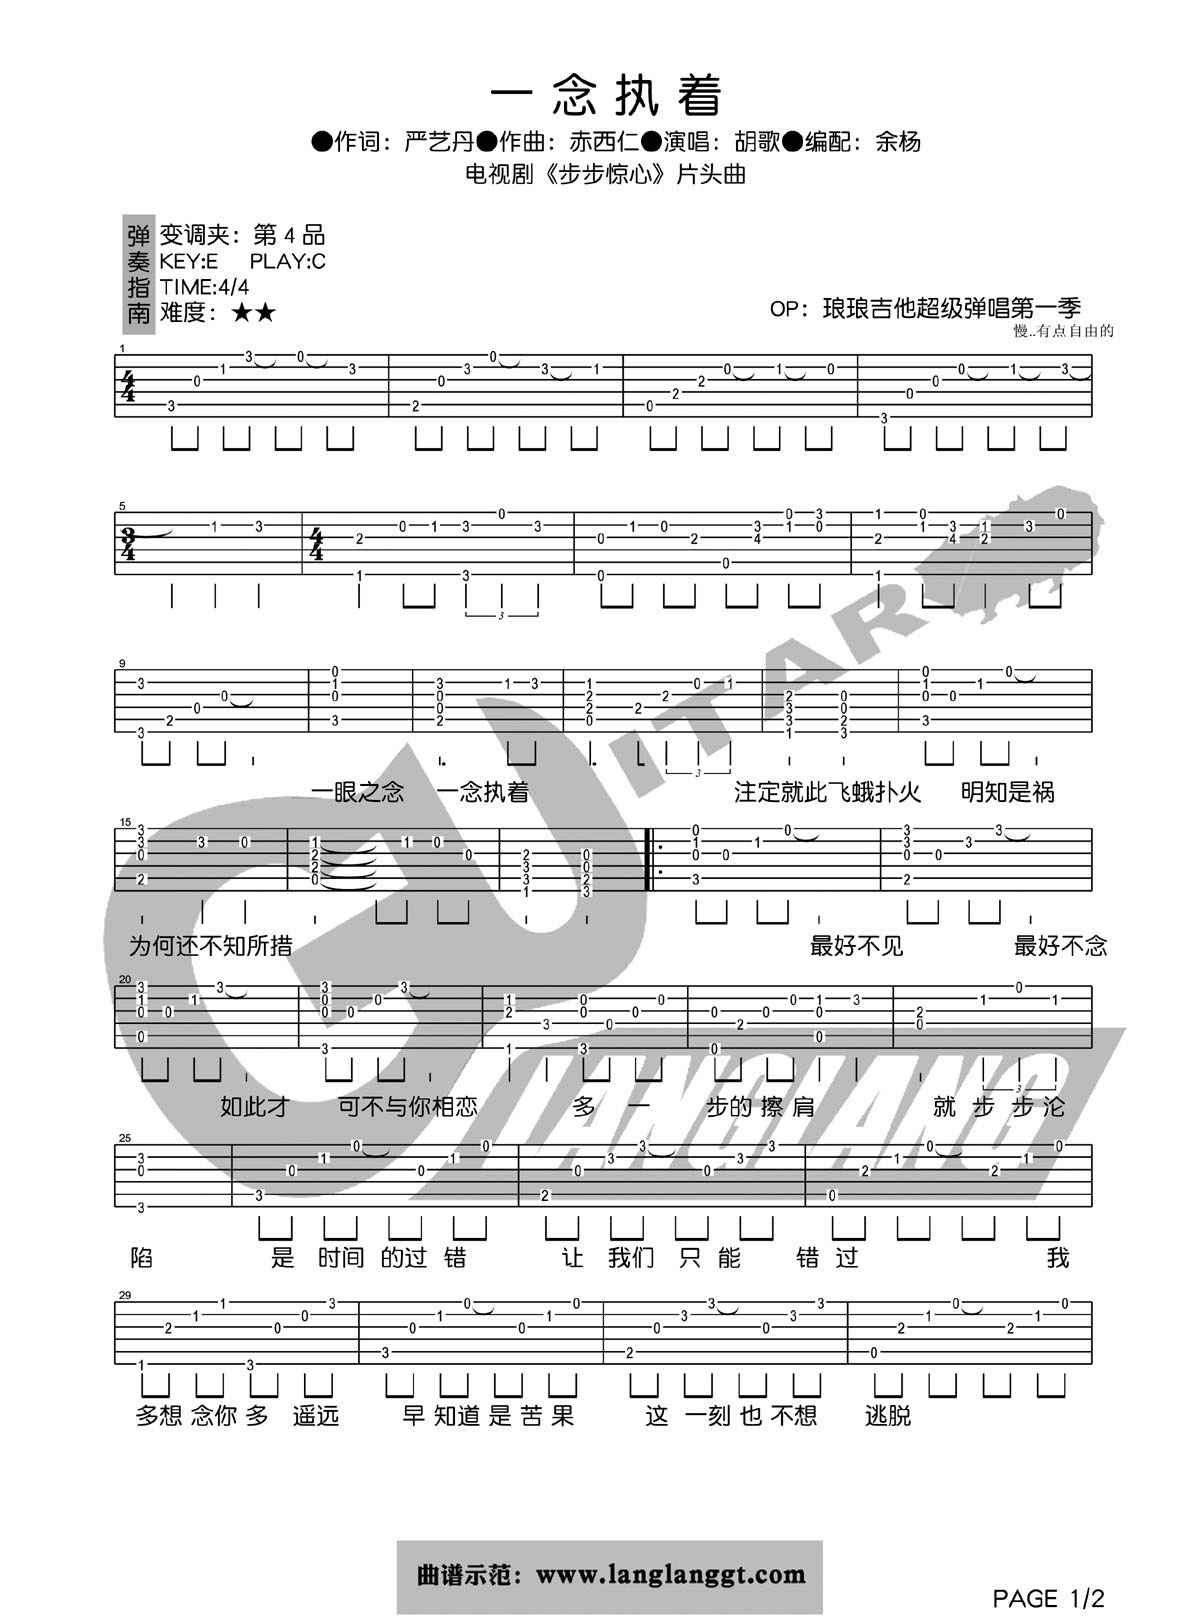 一念执着
●作词：严艺丹●作曲：赤西仁●演唱：胡歌●编配：余杨
电视剧《步步惊心》片头曲
弹奏指南
变调夹：第 4 品
KEY:E PLAY:C
TIME:4/4
难度：★★
OP：琅琅吉他超级弹唱第一季
慢..有点自由的
一眼之念 一念执着 注定就此飞蛾扑火 明知是祸
为何还不知所措 最好不见 最好不念
如此才 可不与你相恋 多 一 步的擦肩 就步步沦
陷 是 时间 的过 错 让 我们 只 能 错过 我
多想念你多 遥远 早知道是苦果 这一刻也不想 逃脱
GUITAR
LANGLANG
曲谱示范：www.langlanggt.com
PAGE 1/2